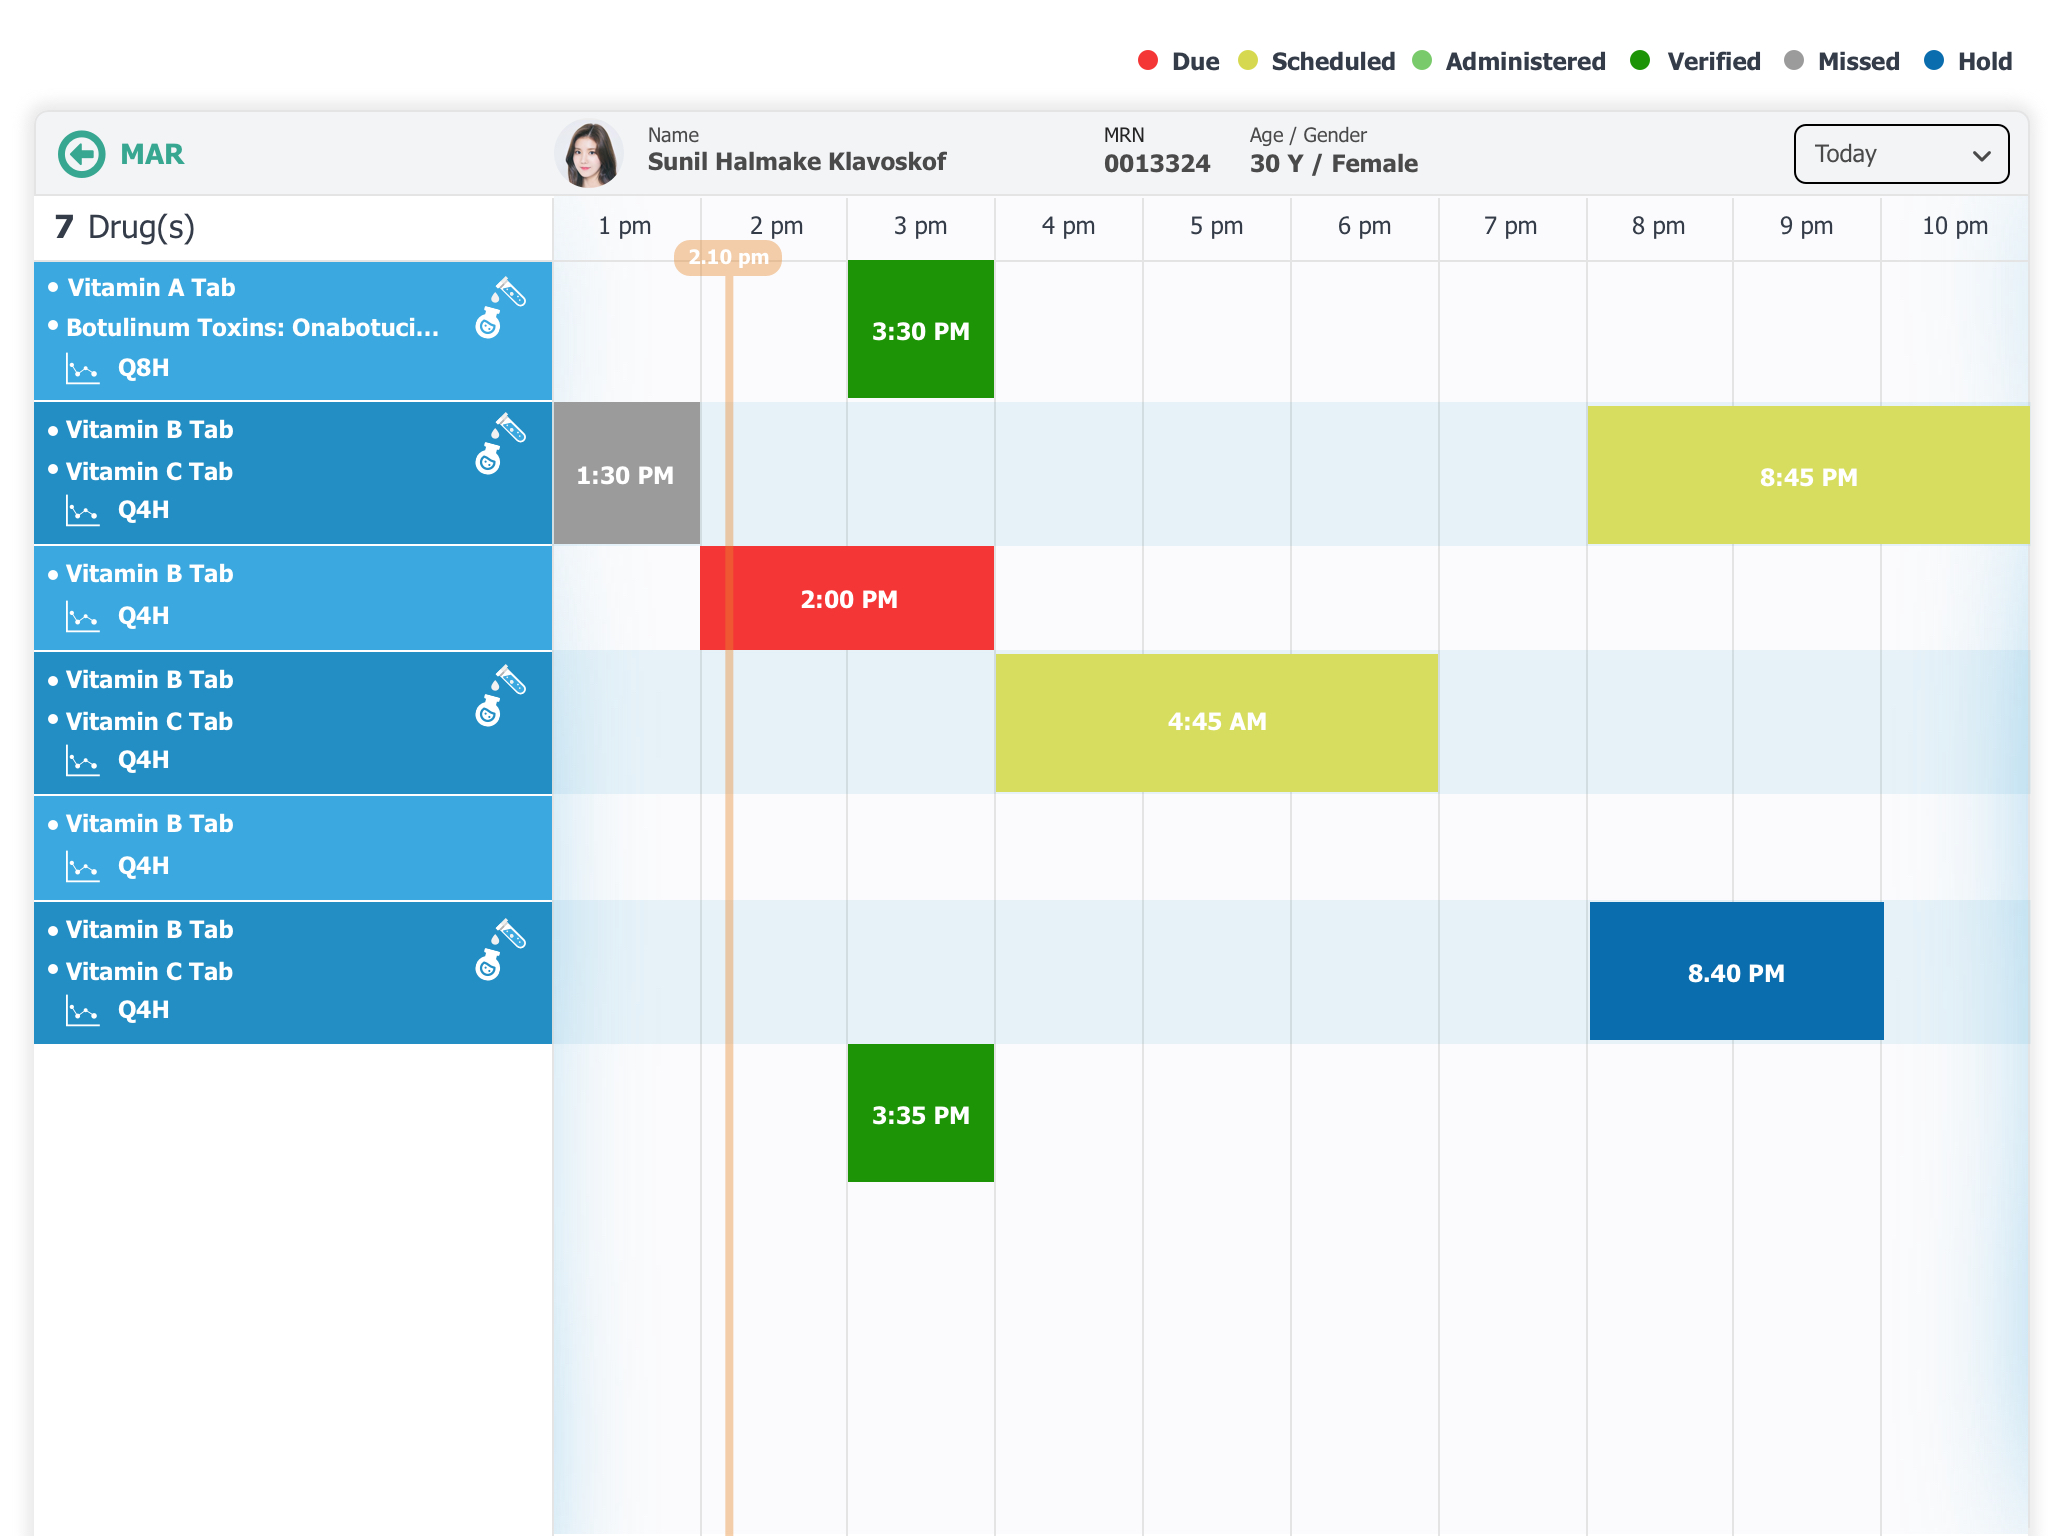 Due Scheduled Administered Verified Missed Hold
MAR
Name
Sunil Halmake Klavoskof
MRN
0013324
Age / Gender
30 Y / Female
Today
7 Drug(s)
1 pm 2 pm 3 pm 4 pm 5 pm 6 pm 7 pm 8 pm 9 pm 10 pm
2.10 pm
Vitamin A Tab
Botulinum Toxins: Onabotuci...
Q8H
3:30 PM
Vitamin B Tab
Vitamin C Tab
Q4H
1:30 PM
8:45 PM
Vitamin B Tab
Q4H
2:00 PM
Vitamin B Tab
Vitamin C Tab
Q4H
4:45 AM
Vitamin B Tab
Q4H
Vitamin B Tab
Vitamin C Tab
Q4H
8.40 PM
3:35 PM